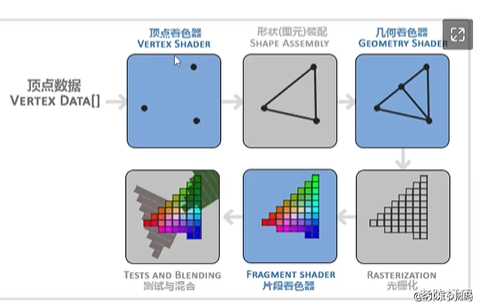 顶点着色器
VERTEX SHADER
形状(图元)装配
SHAPE ASSEMBLY
几何着色器
GEOMETRY SHADER
顶点数据
VERTEX DATA[]
TESTS AND BLENDING
测试与混合
FRAGMENT SHADER
片段着色器
RASTERIZATION
光栅化